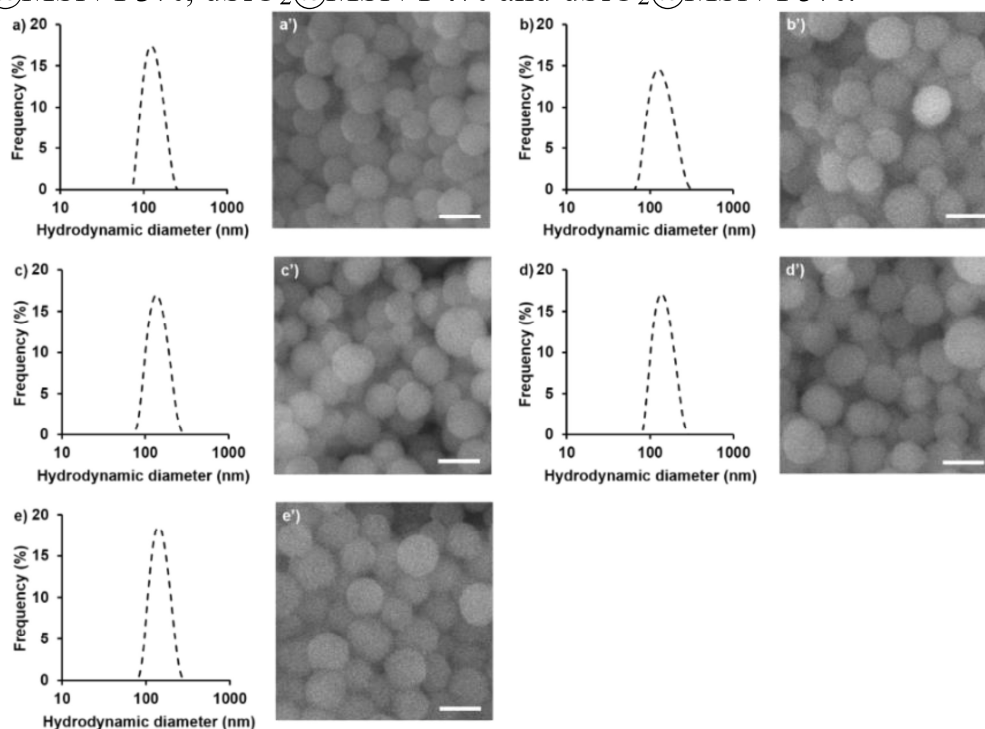 a) 20 a') b) 20 b')
15 15
10 10
5 5
0 0
Frequency (%) Frequency (%)
10 100 1000 10 100 1000
Hydrodynamic diameter (nm) Hydrodynamic diameter (nm)
c) 20 c') d) 20 d')
15 15
10 10
5 5
0 0
Frequency (%) Frequency (%)
10 100 1000 10 100 1000
Hydrodynamic diameter (nm) Hydrodynamic diameter (nm)
e) 20 e')
15
10
5
0
Frequency (%)
10 100 1000
Hydrodynamic diameter (nm)